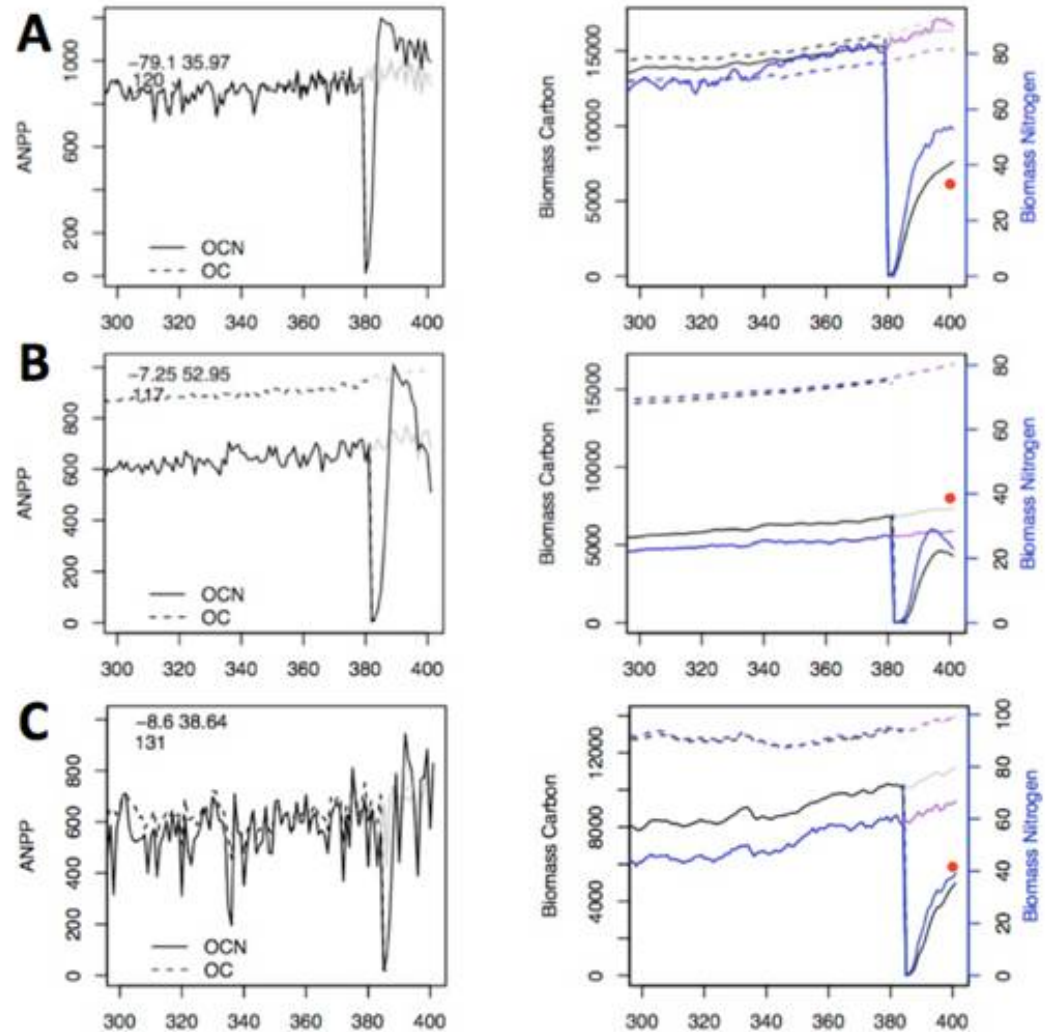 A
ANPP
0 200 400 600 1000
-79.1 35.97
120
OCN
OC
300 320 340 360 380 400
Biomass Carbon
0 5000 10000 15000
0 20 40 60 80
Biomass Nitrogen
300 320 340 360 380 400
B
ANPP
0 200 400 600 800
-7.25 52.95
117
OCN
OC
300 320 340 360 380 400
Biomass Carbon
0 5000 10000 15000
0 20 40 60 80
Biomass Nitrogen
300 320 340 360 380 400
C
ANPP
0 200 400 600 800
-8.6 38.64
131
OCN
OC
300 320 340 360 380 400
Biomass Carbon
0 4000 8000 12000
0 20 40 60 80 100
Biomass Nitrogen
300 320 340 360 380 400